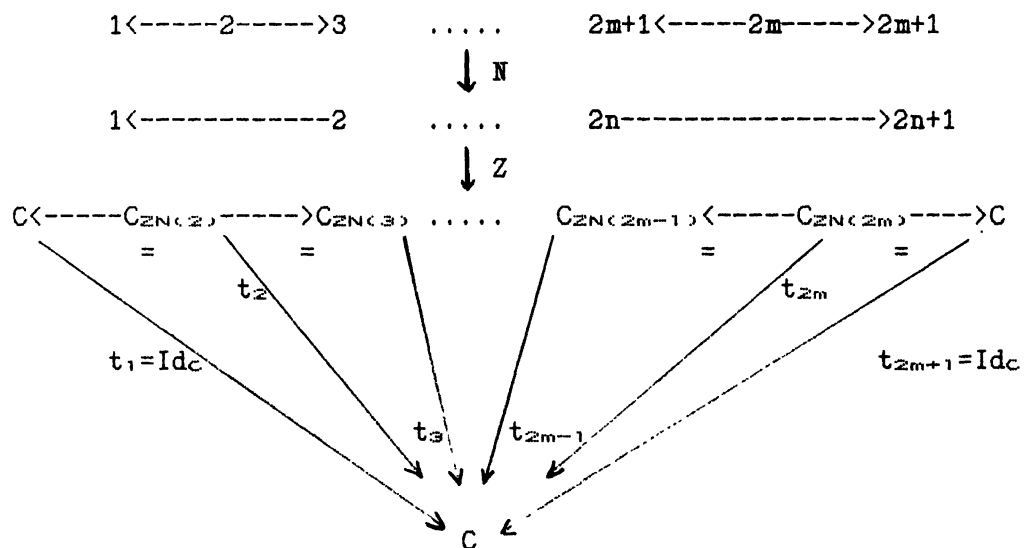 1<-----2---->3 ..... 2m+1<-----2m----->2m+1
N
1<------------2 ..... 2n--------------->2n+1
Z
C<-----C_ZN(2)----->C_ZN(3) ..... C_ZN(2m-1)<-----C_ZN(2m)----->C
= = = =
t_2 t_2m
t_1=Id_C t_2m+1=Id_C
t_3 t_2m-1
C